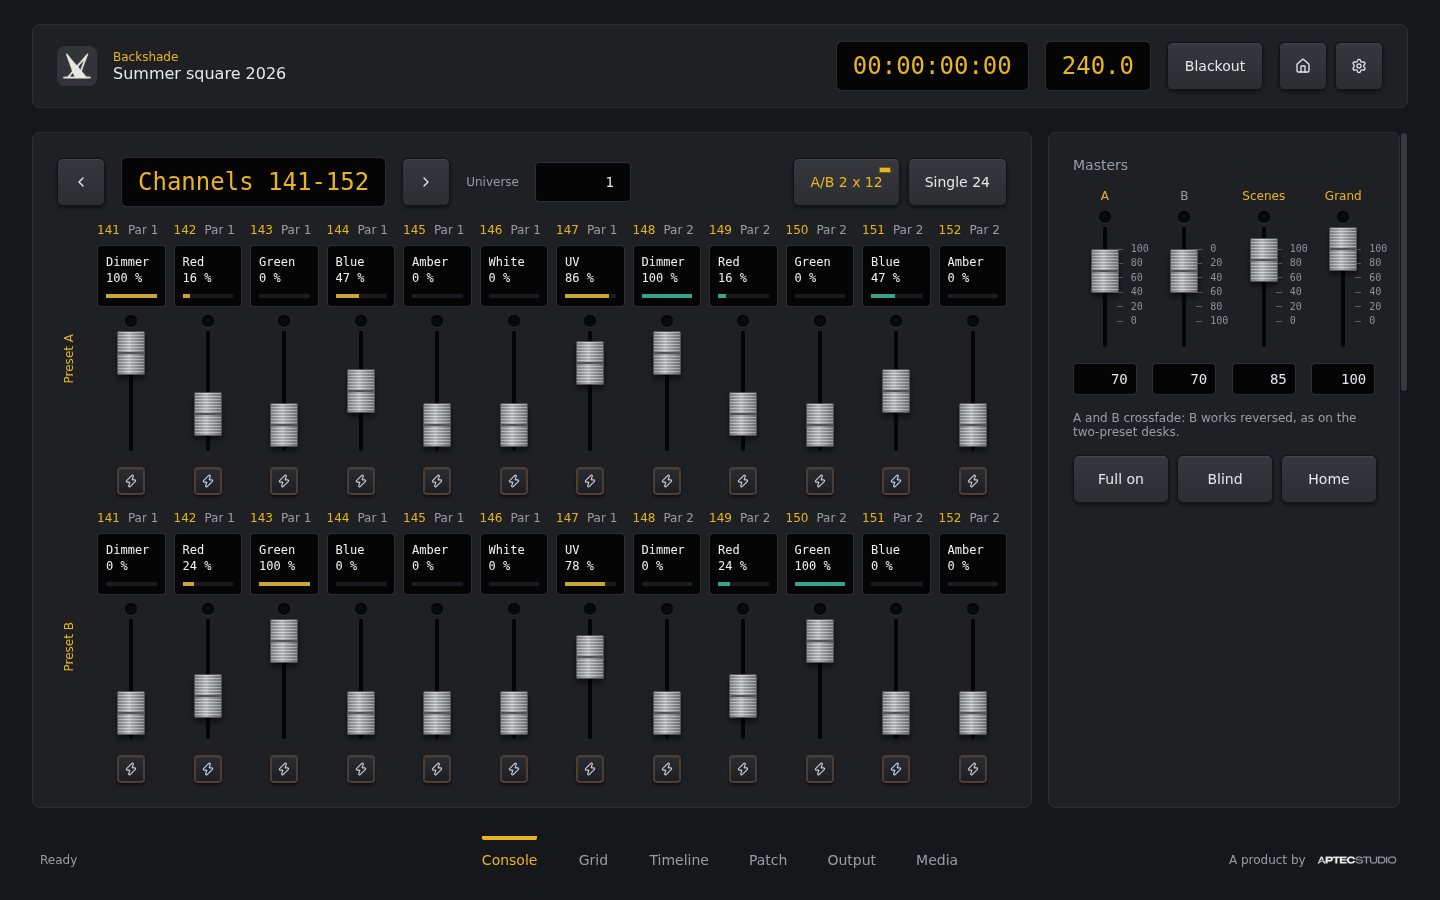 Backshade
Summer square 2026
00:00:00:00
240.0
Blackout
Channels 141-152
Universe
1
A/B 2 x 12
Single 24
141 Par 1 142 Par 1 143 Par 1 144 Par 1 145 Par 1 146 Par 1 147 Par 1 148 Par 2 149 Par 2 150 Par 2 151 Par 2 152 Par 2
Dimmer Red Green Blue Amber White UV Dimmer Red Green Blue Amber
100 % 16 % 0 % 47 % 0 % 0 % 86 % 100 % 16 % 0 % 47 % 0 %
Preset A
141 Par 1 142 Par 1 143 Par 1 144 Par 1 145 Par 1 146 Par 1 147 Par 1 148 Par 2 149 Par 2 150 Par 2 151 Par 2 152 Par 2
Dimmer Red Green Blue Amber White UV Dimmer Red Green Blue Amber
0 % 24 % 100 % 0 % 0 % 0 % 78 % 0 % 24 % 100 % 0 % 0 %
Preset B
Masters
A B Scenes Grand
100 0 100 100
80 20 80 80
60 40 60 60
40 60 40 40
20 80 20 20
0 100 0 0
70 70 85 100
A and B crossfade: B works reversed, as on the
two-preset desks.
Full on Blind Home
Ready
Console Grid Timeline Patch Output Media
A product by APTECSTUDIO